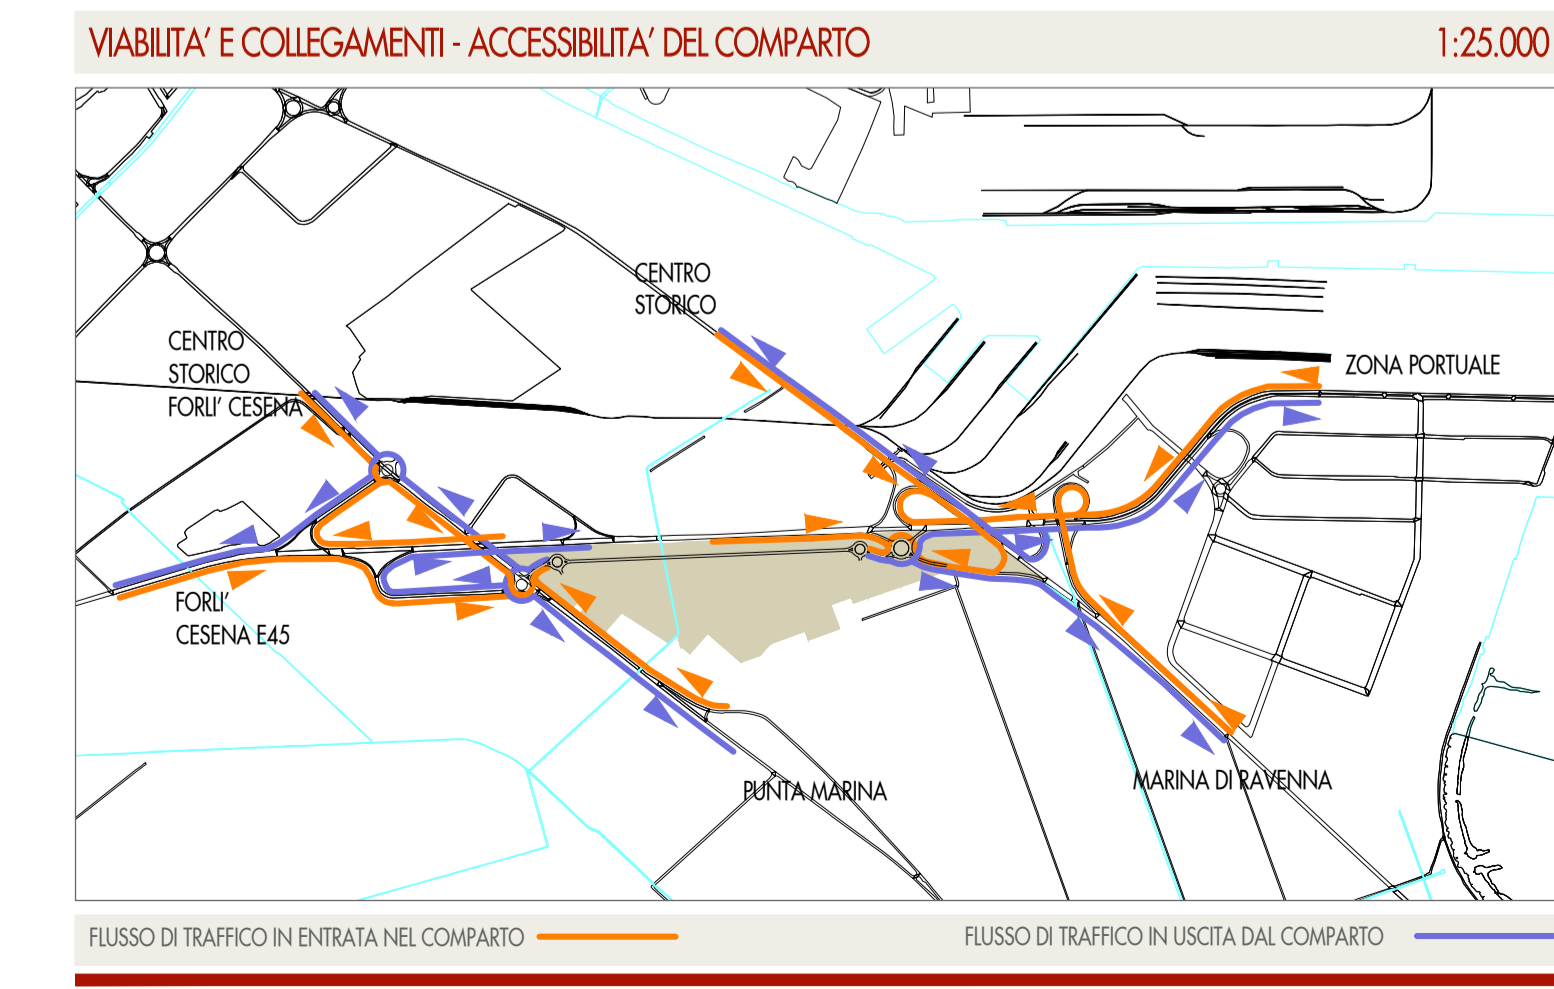 VIABILITA’ E COLLEGAMENTI - ACCESSIBILITA’ DEL COMPARTO
1:25.000
CENTRO
STORICO
CENTRO
STORICO
FORLI’ CESENA
ZONA PORTUALE
FORLI’
CESENA E45
PUNTA MARINA
MARINA DI RAVENNA
FLUSSO DI TRAFFICO IN ENTRATA NEL COMPARTO
FLUSSO DI TRAFFICO IN USCITA DAL COMPARTO